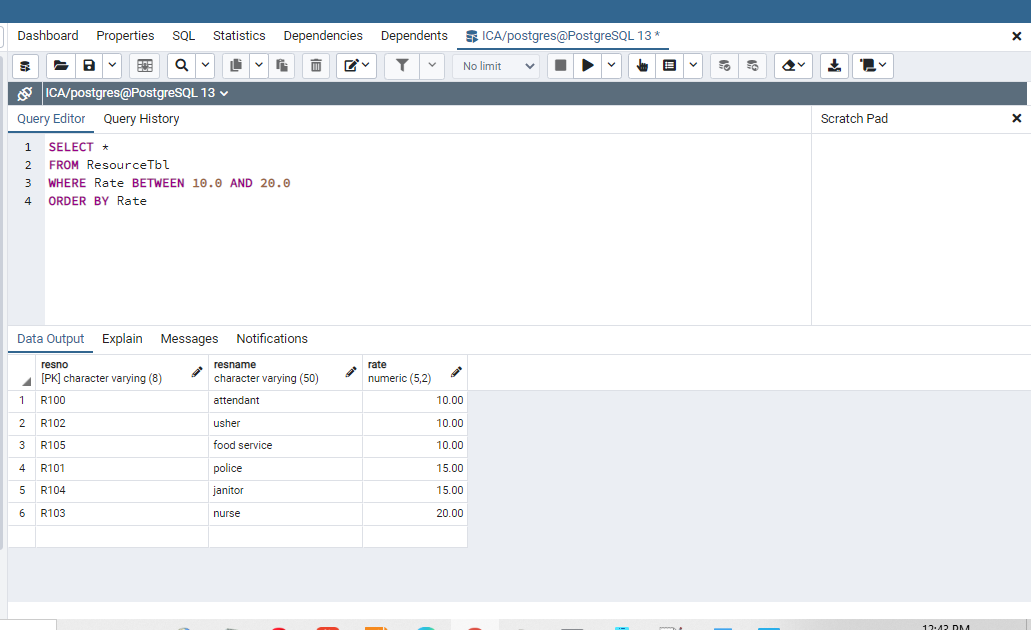 Dashboard Properties SQL Statistics Dependencies Dependents ICA/postgres@PostgreSQL 13 *
No limit
ICA/postgres@PostgreSQL 13
Query Editor Query History Scratch Pad
1 SELECT *
2 FROM ResourceTbl
3 WHERE Rate BETWEEN 10.0 AND 20.0
4 ORDER BY Rate
Data Output Explain Messages Notifications
resno resname rate
[PK] character varying (8) character varying (50) numeric (5,2)
1 R100 attendant 10.00
2 R102 usher 10.00
3 R105 food service 10.00
4 R101 police 15.00
5 R104 janitor 15.00
6 R103 nurse 20.00
12:43 PM